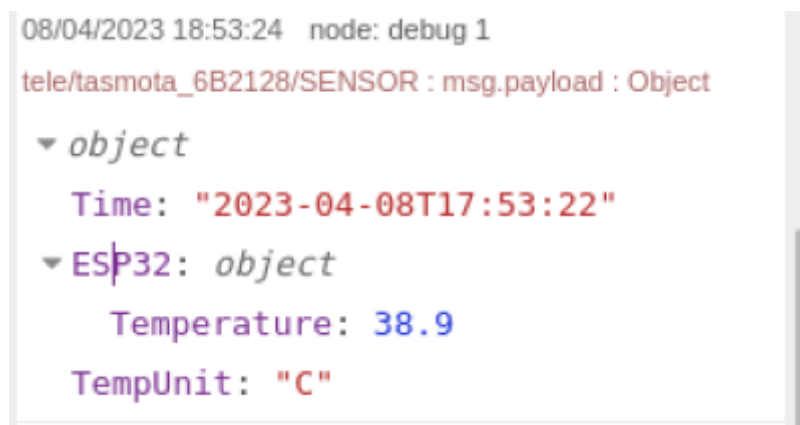 08/04/2023 18:53:24 node: debug 1
tele/tasmota_6B2128/SENSOR : msg.payload : Object
object
Time: "2023-04-08T17:53:22"
ESP32: object
Temperature: 38.9
TempUnit: "C"